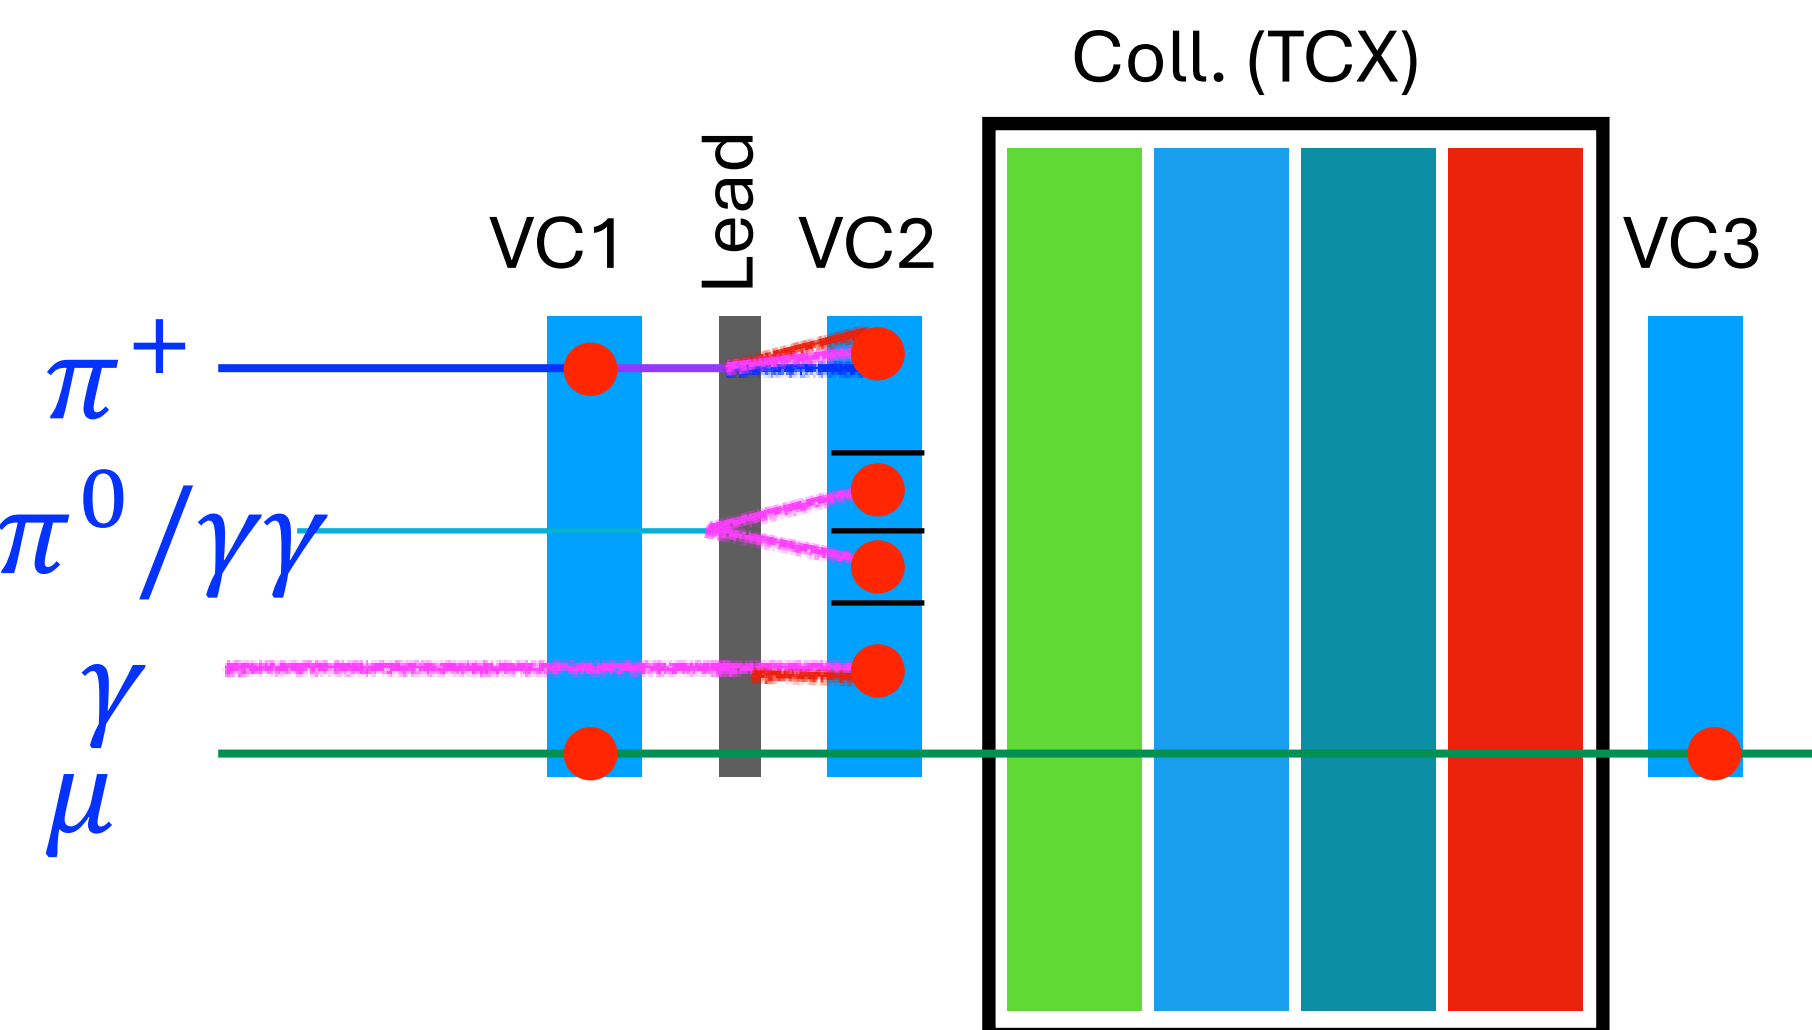 Coll. (TCX)
Lead
VC1
VC2
VC3
π⁺
π⁰/γγ
γ
μ